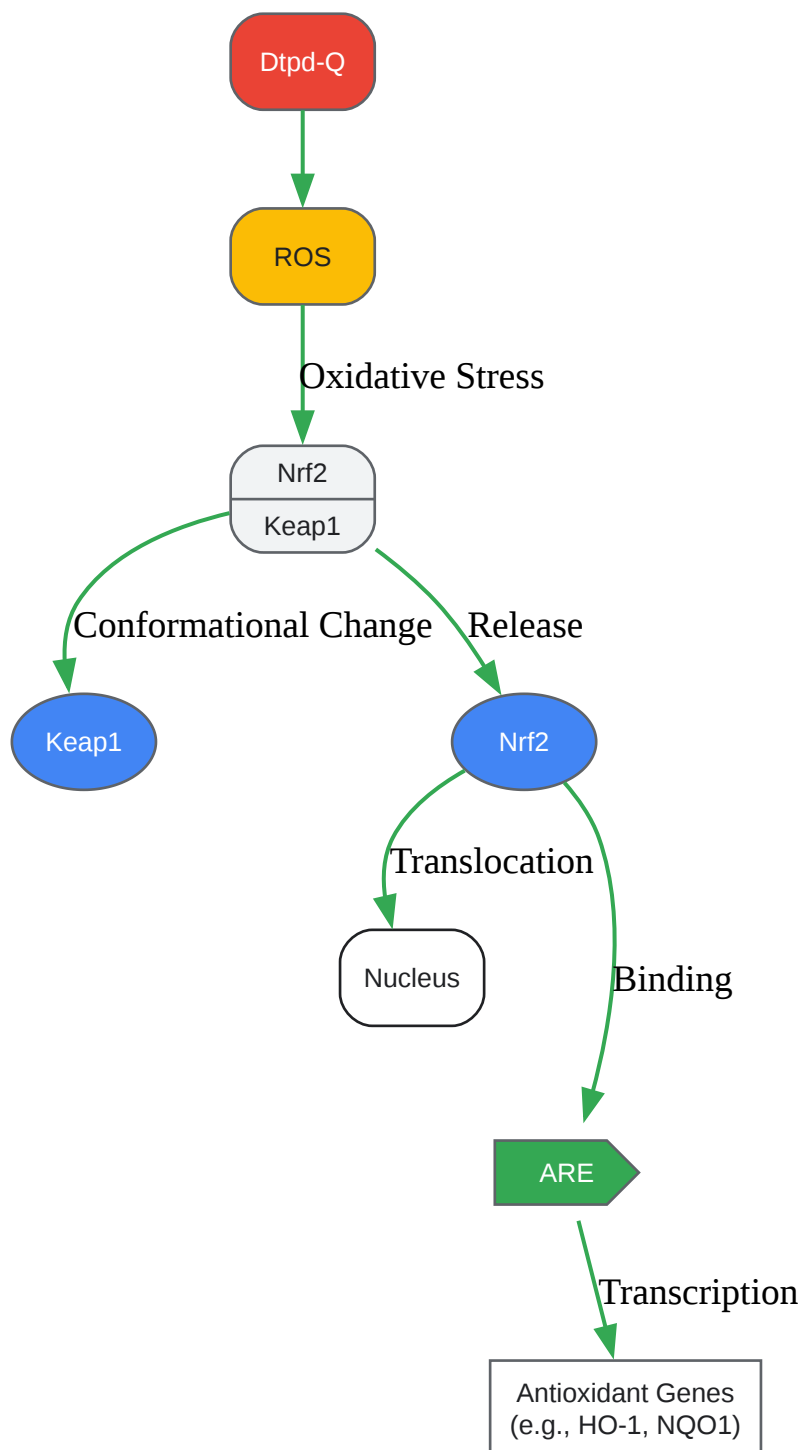 Dtpd-Q
ROS
Oxidative Stress
Nrf2
Keap1
Conformational Change
Release
Keap1
Nrf2
Translocation
Nucleus
Binding
ARE
Transcription
Antioxidant Genes
(e.g., HO-1, NQO1)